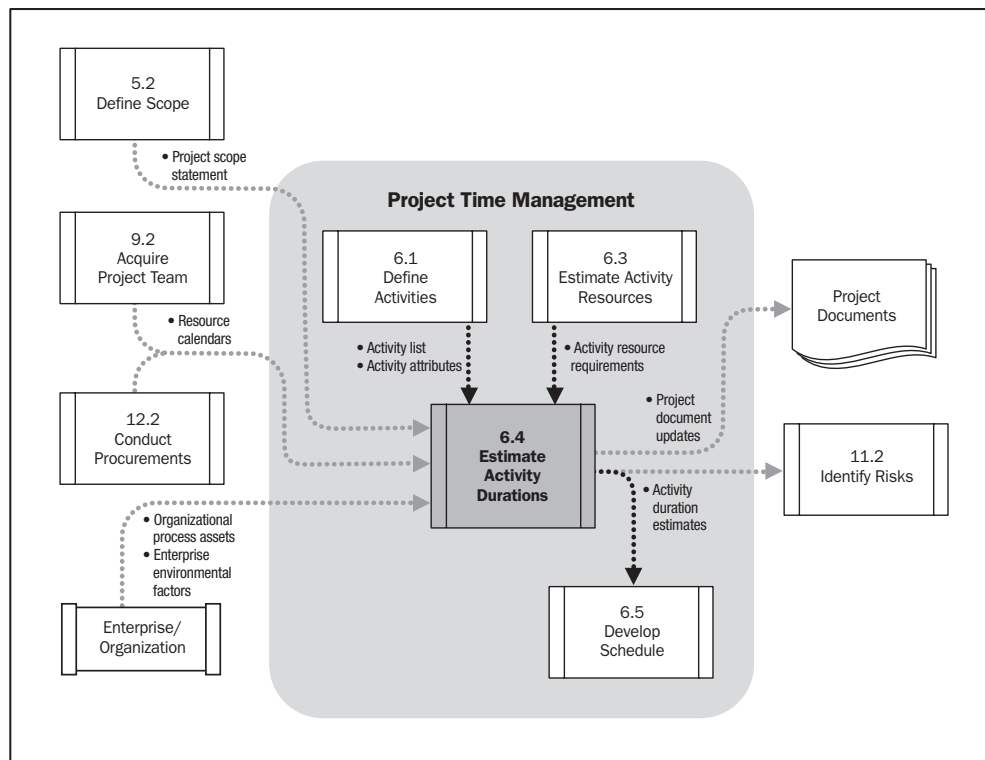 5.2
Define Scope
• Project scope
statement
Project Time Management
9.2
Acquire
Project Team
6.1
Define
Activities
6.3
Estimate Activity
Resources
Project
Documents
• Resource
calendars
• Activity list
• Activity attributes
• Activity resource
requirements
12.2
Conduct
Procurements
6.4
Estimate
Activity
Durations
• Project
document
updates
11.2
Identify Risks
• Activity
duration
estimates
• Organizational
process assets
• Enterprise
environmental
factors
Enterprise/
Organization
6.5
Develop
Schedule